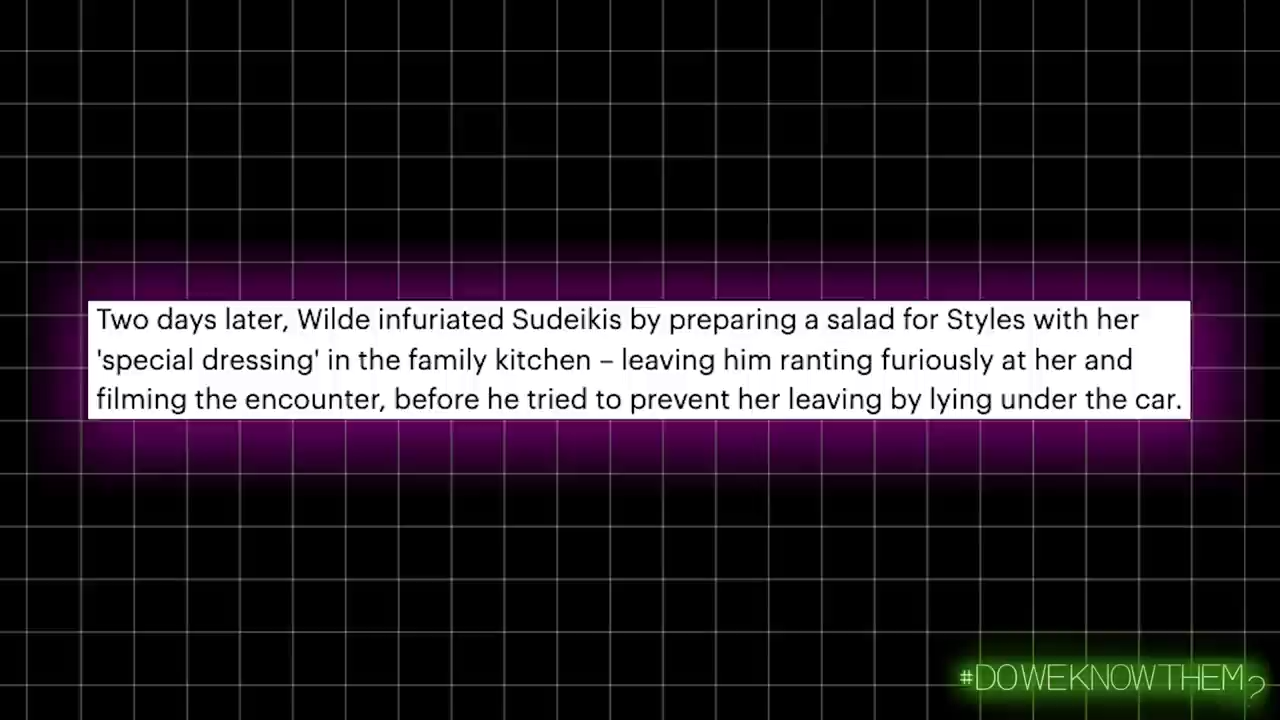 Two days later, Wilde infuriated Sudeikis by preparing a salad for Styles with her
'special dressing' in the family kitchen – leaving him ranting furiously at her and
filming the encounter, before he tried to prevent her leaving by lying under the car.
#DOWEKNOWTHEM?